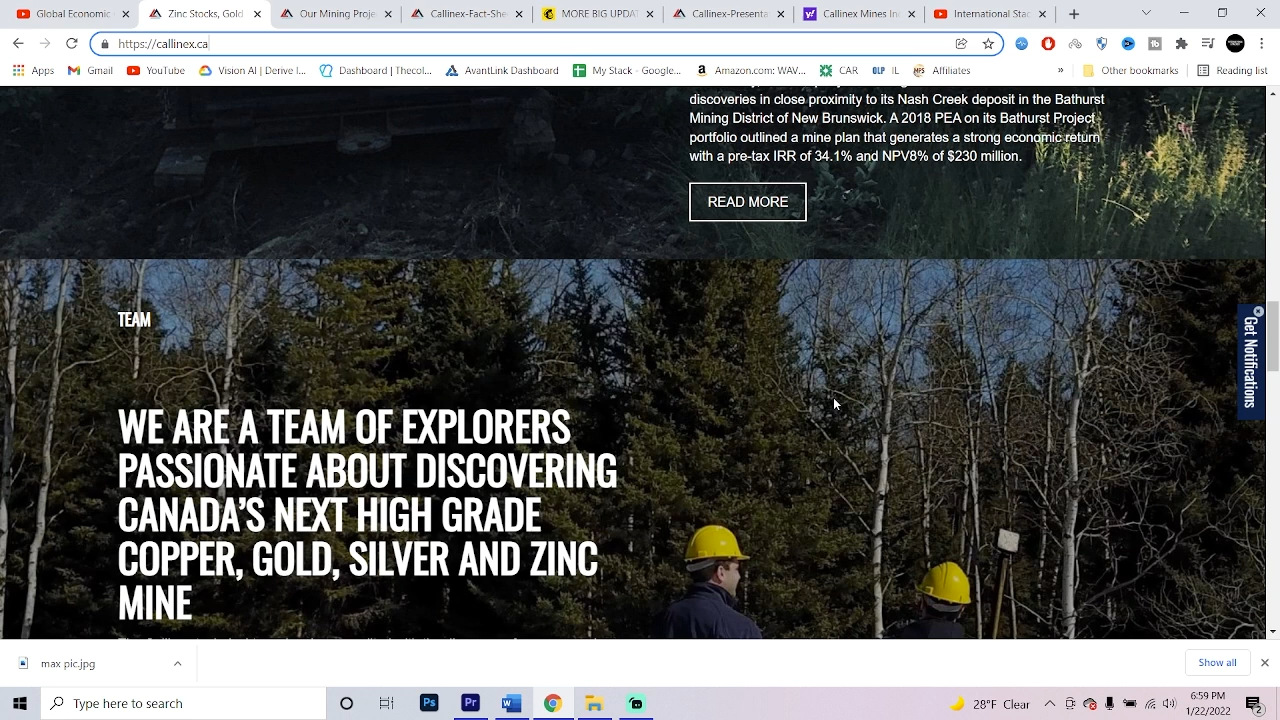 Global Economy
Zinc Stocks, Gold
Our Mine Proje
Callinex-Fact-She
MORE BIG UPDAT
Callinex-Presenta
Callinex Mines Inc
International Stac
https://callinex.ca
Apps
Gmail
YouTube
Vision AI | Derive I...
Dashboard | Thecol...
AvantLink Dashboard
My Stack - Google...
Amazon.com: WAV...
CAR
IL
Affiliates
»
Other bookmarks
Reading list
discoveries in close proximity to its Nash Creek deposit in the Bathurst
Mining District of New Brunswick. A 2018 PEA on its Bathurst Project
portfolio outlined a mine plan that generates a strong economic return
with a pre-tax IRR of 34.1% and NPV8% of $230 million.
READ MORE
Get Notifications
TEAM
WE ARE A TEAM OF EXPLORERS
PASSIONATE ABOUT DISCOVERING
CANADA'S NEXT HIGH GRADE
COPPER, GOLD, SILVER AND ZINC
MINE
max pic.jpg
Show all
Type here to search
28°F Clear
6:59 PM
1/22/2022